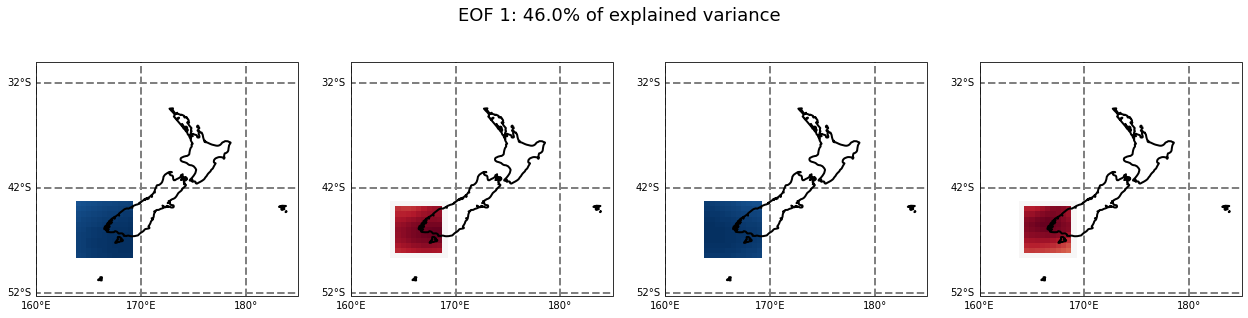 EOF 1: 46.0% of explained variance
32°S 32°S 32°S 32°S
42°S 42°S 42°S 42°S
52°S 52°S 52°S 52°S
160°E 170°E 180° 160°E 170°E 180° 160°E 170°E 180° 160°E 170°E 180°